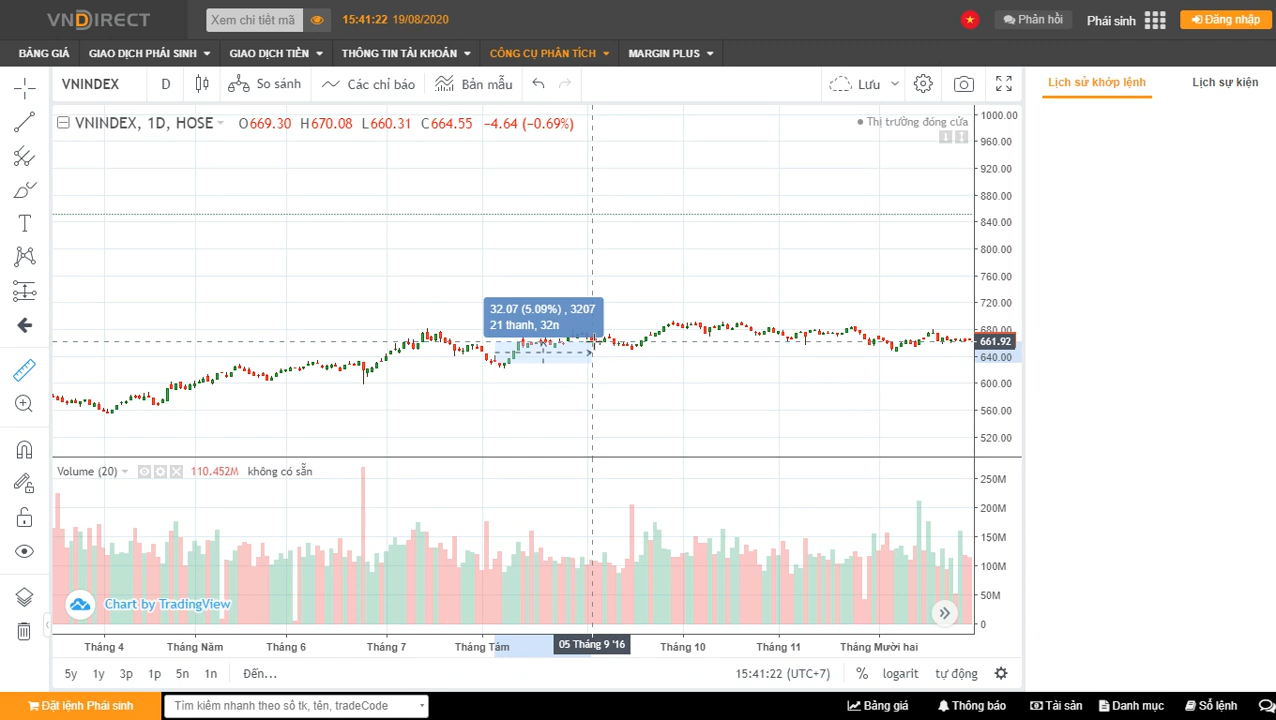 VNDIRECT
Xem chi tiết mã
15:41:22 19/08/2020
Phản hồi
Phái sinh
Đăng nhập
BẢNG GIÁ
GIAO DỊCH PHÁI SINH
GIAO DỊCH TIỀN
THÔNG TIN TÀI KHOẢN
CÔNG CỤ PHÂN TÍCH
MARGIN PLUS
VNINDEX
D
So sánh
Các chỉ báo
Bản mẫu
Lưu
Lịch sử khớp lệnh
Lịch sự kiện
VNINDEX, 1D, HOSE
O669.30 H670.08 L660.31 C664.55 −4.64 (−0.69%)
Thị trường đóng cửa
1000.00
960.00
920.00
880.00
840.00
800.00
760.00
720.00
680.00
661.92
640.00
600.00
560.00
520.00
32.07 (5.09%) , 3207
21 thanh, 32n
Volume (20)
110.452M
không có sẵn
250M
150M
100M
50M
0
Chart by TradingView
Tháng 4
Tháng Năm
Tháng 6
Tháng 7
Tháng Tám
05 Tháng 9 '16
Tháng 10
Tháng 11
Tháng Mười hai
5y
1y
3p
1p
5n
1n
Đến...
15:41:22 (UTC+7)
%
logarit
tự động
Đặt lệnh Phái sinh
Tìm kiếm nhanh theo số tk, tên, tradeCode
Bảng giá
Thông báo
Tài sản
Danh mục
Sổ lệnh